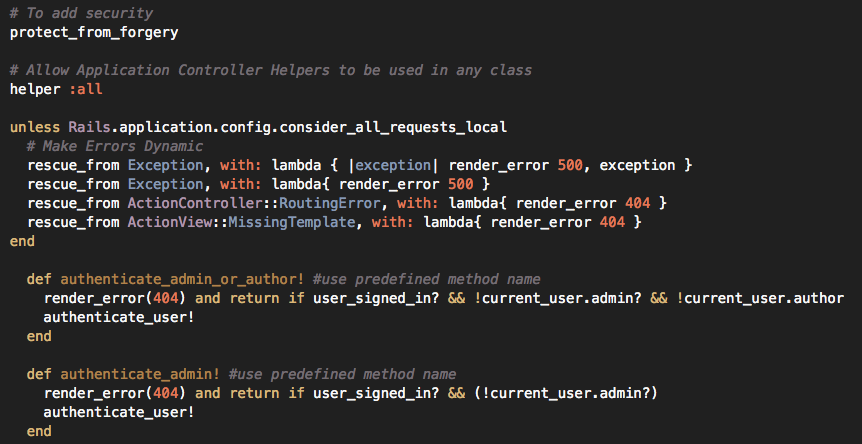 # To add security
protect_from_forgery

# Allow Application Controller Helpers to be used in any class
helper :all

unless Rails.application.config.consider_all_requests_local
  # Make Errors Dynamic
  rescue_from Exception, with: lambda { |exception| render_error 500, exception }
  rescue_from Exception, with: lambda{ render_error 500 }
  rescue_from ActionController::RoutingError, with: lambda{ render_error 404 }
  rescue_from ActionView::MissingTemplate, with: lambda{ render_error 404 }
end

  def authenticate_admin_or_author! #use predefined method name
    render_error(404) and return if user_signed_in? && !current_user.admin? && !current_user.author
    authenticate_user!
  end

  def authenticate_admin! #use predefined method name
    render_error(404) and return if user_signed_in? && (!current_user.admin?)
    authenticate_user!
  end